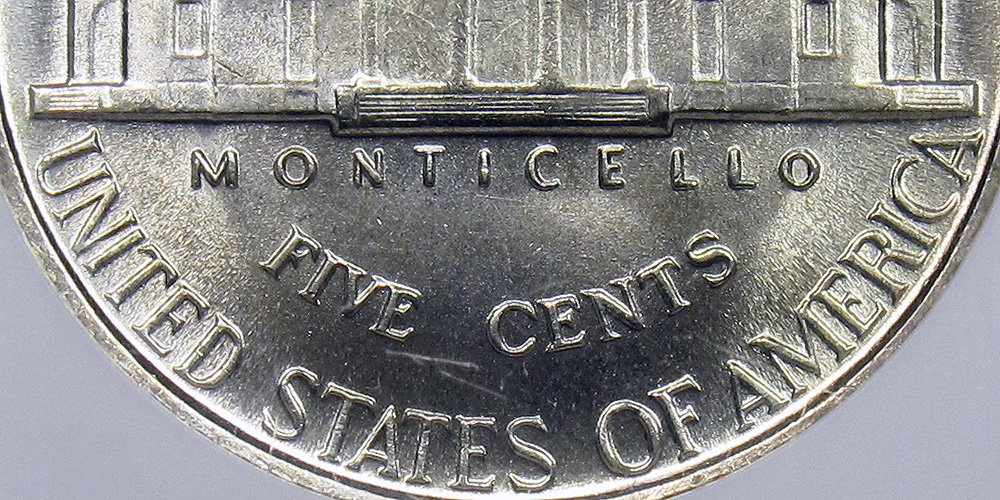 MONTICELLO
FIVE CENTS
UNITED STATES OF AMERICA